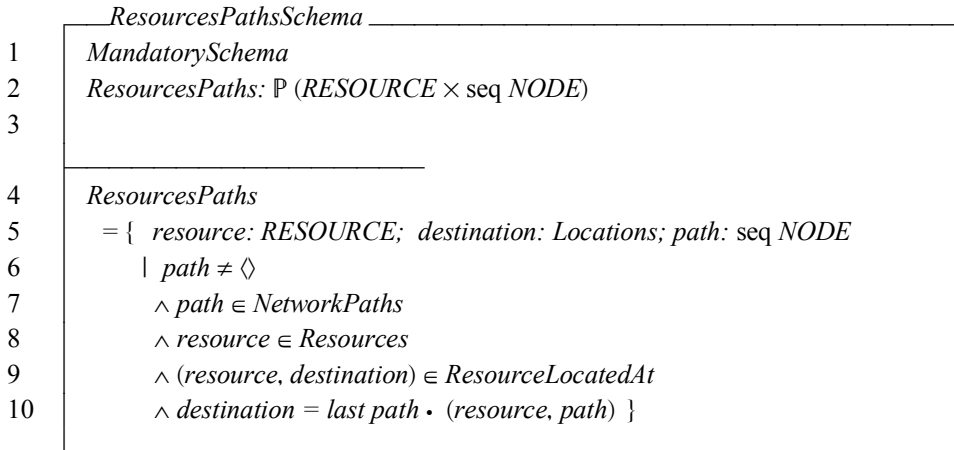 ResourcesPathsSchema
1 MandatorySchema
2 ResourcesPaths: ℙ (RESOURCE × seq NODE)
3
4 ResourcesPaths
5 = { resource: RESOURCE; destination: Locations; path: seq NODE
6 | path ≠ ⟨⟩
7 ∧ path ∈ NetworkPaths
8 ∧ resource ∈ Resources
9 ∧ (resource, destination) ∈ ResourceLocatedAt
10 ∧ destination = last path • (resource, path) }